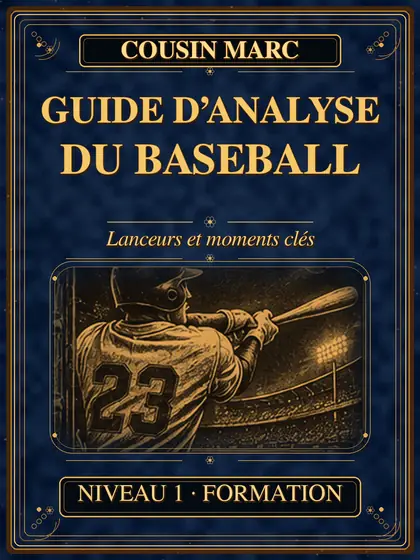 COUSIN MARC
GUIDE D’ANALYSE
DU BASEBALL
Lanceurs et moments clés
23
NIVEAU 1 · FORMATION